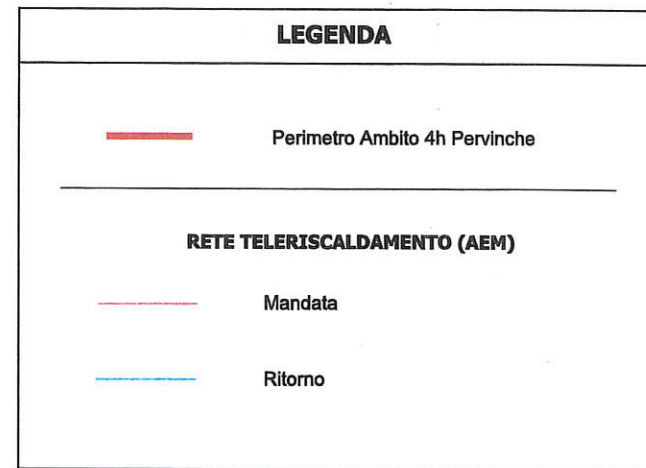 LEGENDA
Perimetro Ambito 4h Pervinche
RETE TELERISCALDAMENTO (AEM)
Mandata
Ritorno